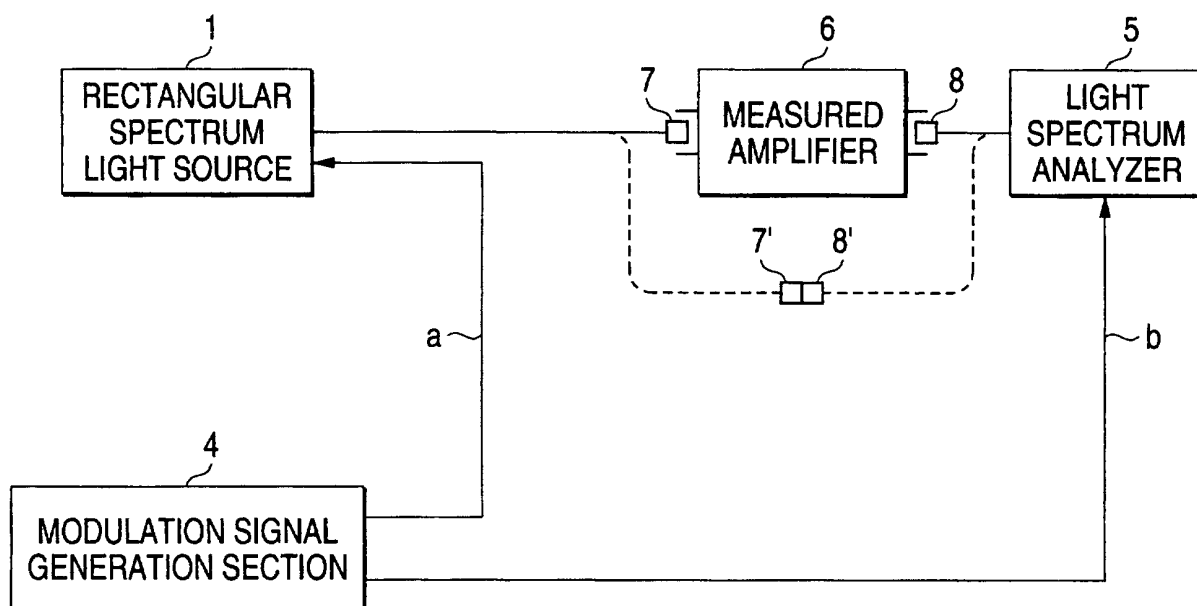 1
RECTANGULAR
SPECTRUM
LIGHT SOURCE
7
6
MEASURED
AMPLIFIER
8
5
LIGHT
SPECTRUM
ANALYZER
7' 8'
a
b
4
MODULATION SIGNAL
GENERATION SECTION